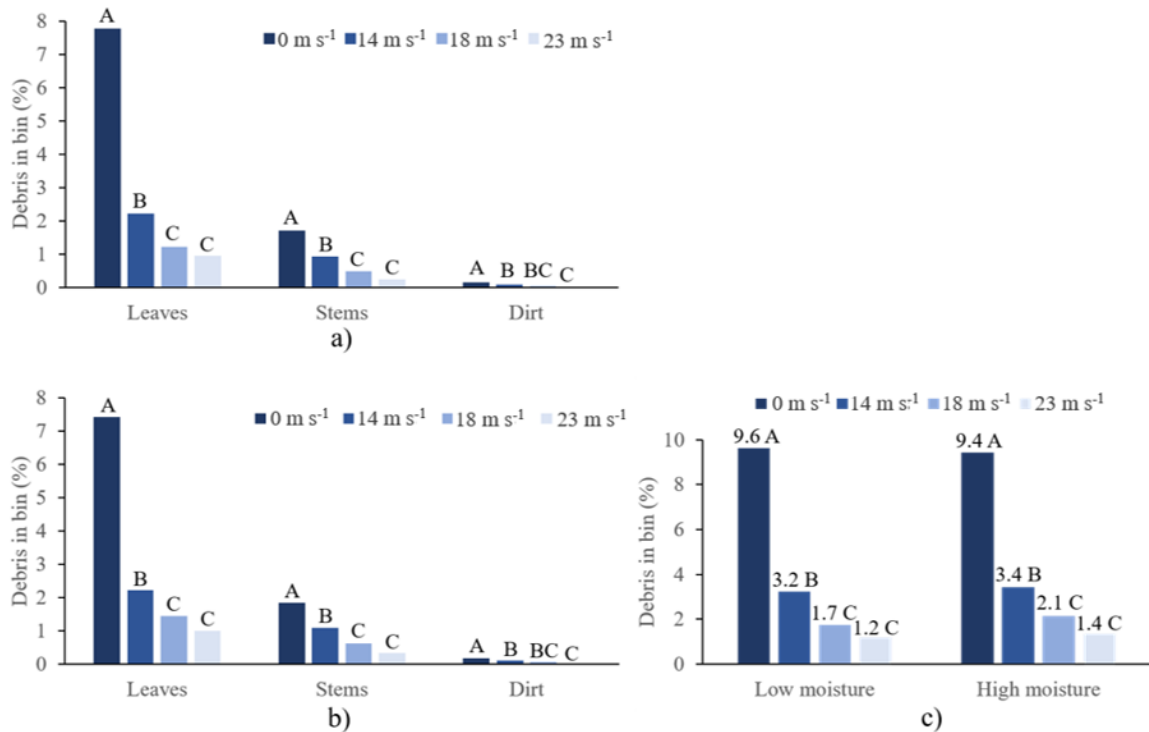 8
7
6
5
4
3
2
1
0
Debris in bin (%)
0 m s⁻¹ 14 m s⁻¹ 18 m s⁻¹ 23 m s⁻¹
A B C C
A B C C
A B BC C
Leaves Stems Dirt
a)
8
7
6
5
4
3
2
1
0
Debris in bin (%)
0 m s⁻¹ 14 m s⁻¹ 18 m s⁻¹ 23 m s⁻¹
A B C C
A B C C
A B BC C
Leaves Stems Dirt
b)
0 m s⁻¹ 14 m s⁻¹ 18 m s⁻¹ 23 m s⁻¹
10
8
6
4
2
0
Debris in bin (%)
9.6 A 3.2 B 1.7 C 1.2 C
9.4 A 3.4 B 2.1 C 1.4 C
Low moisture High moisture
c)